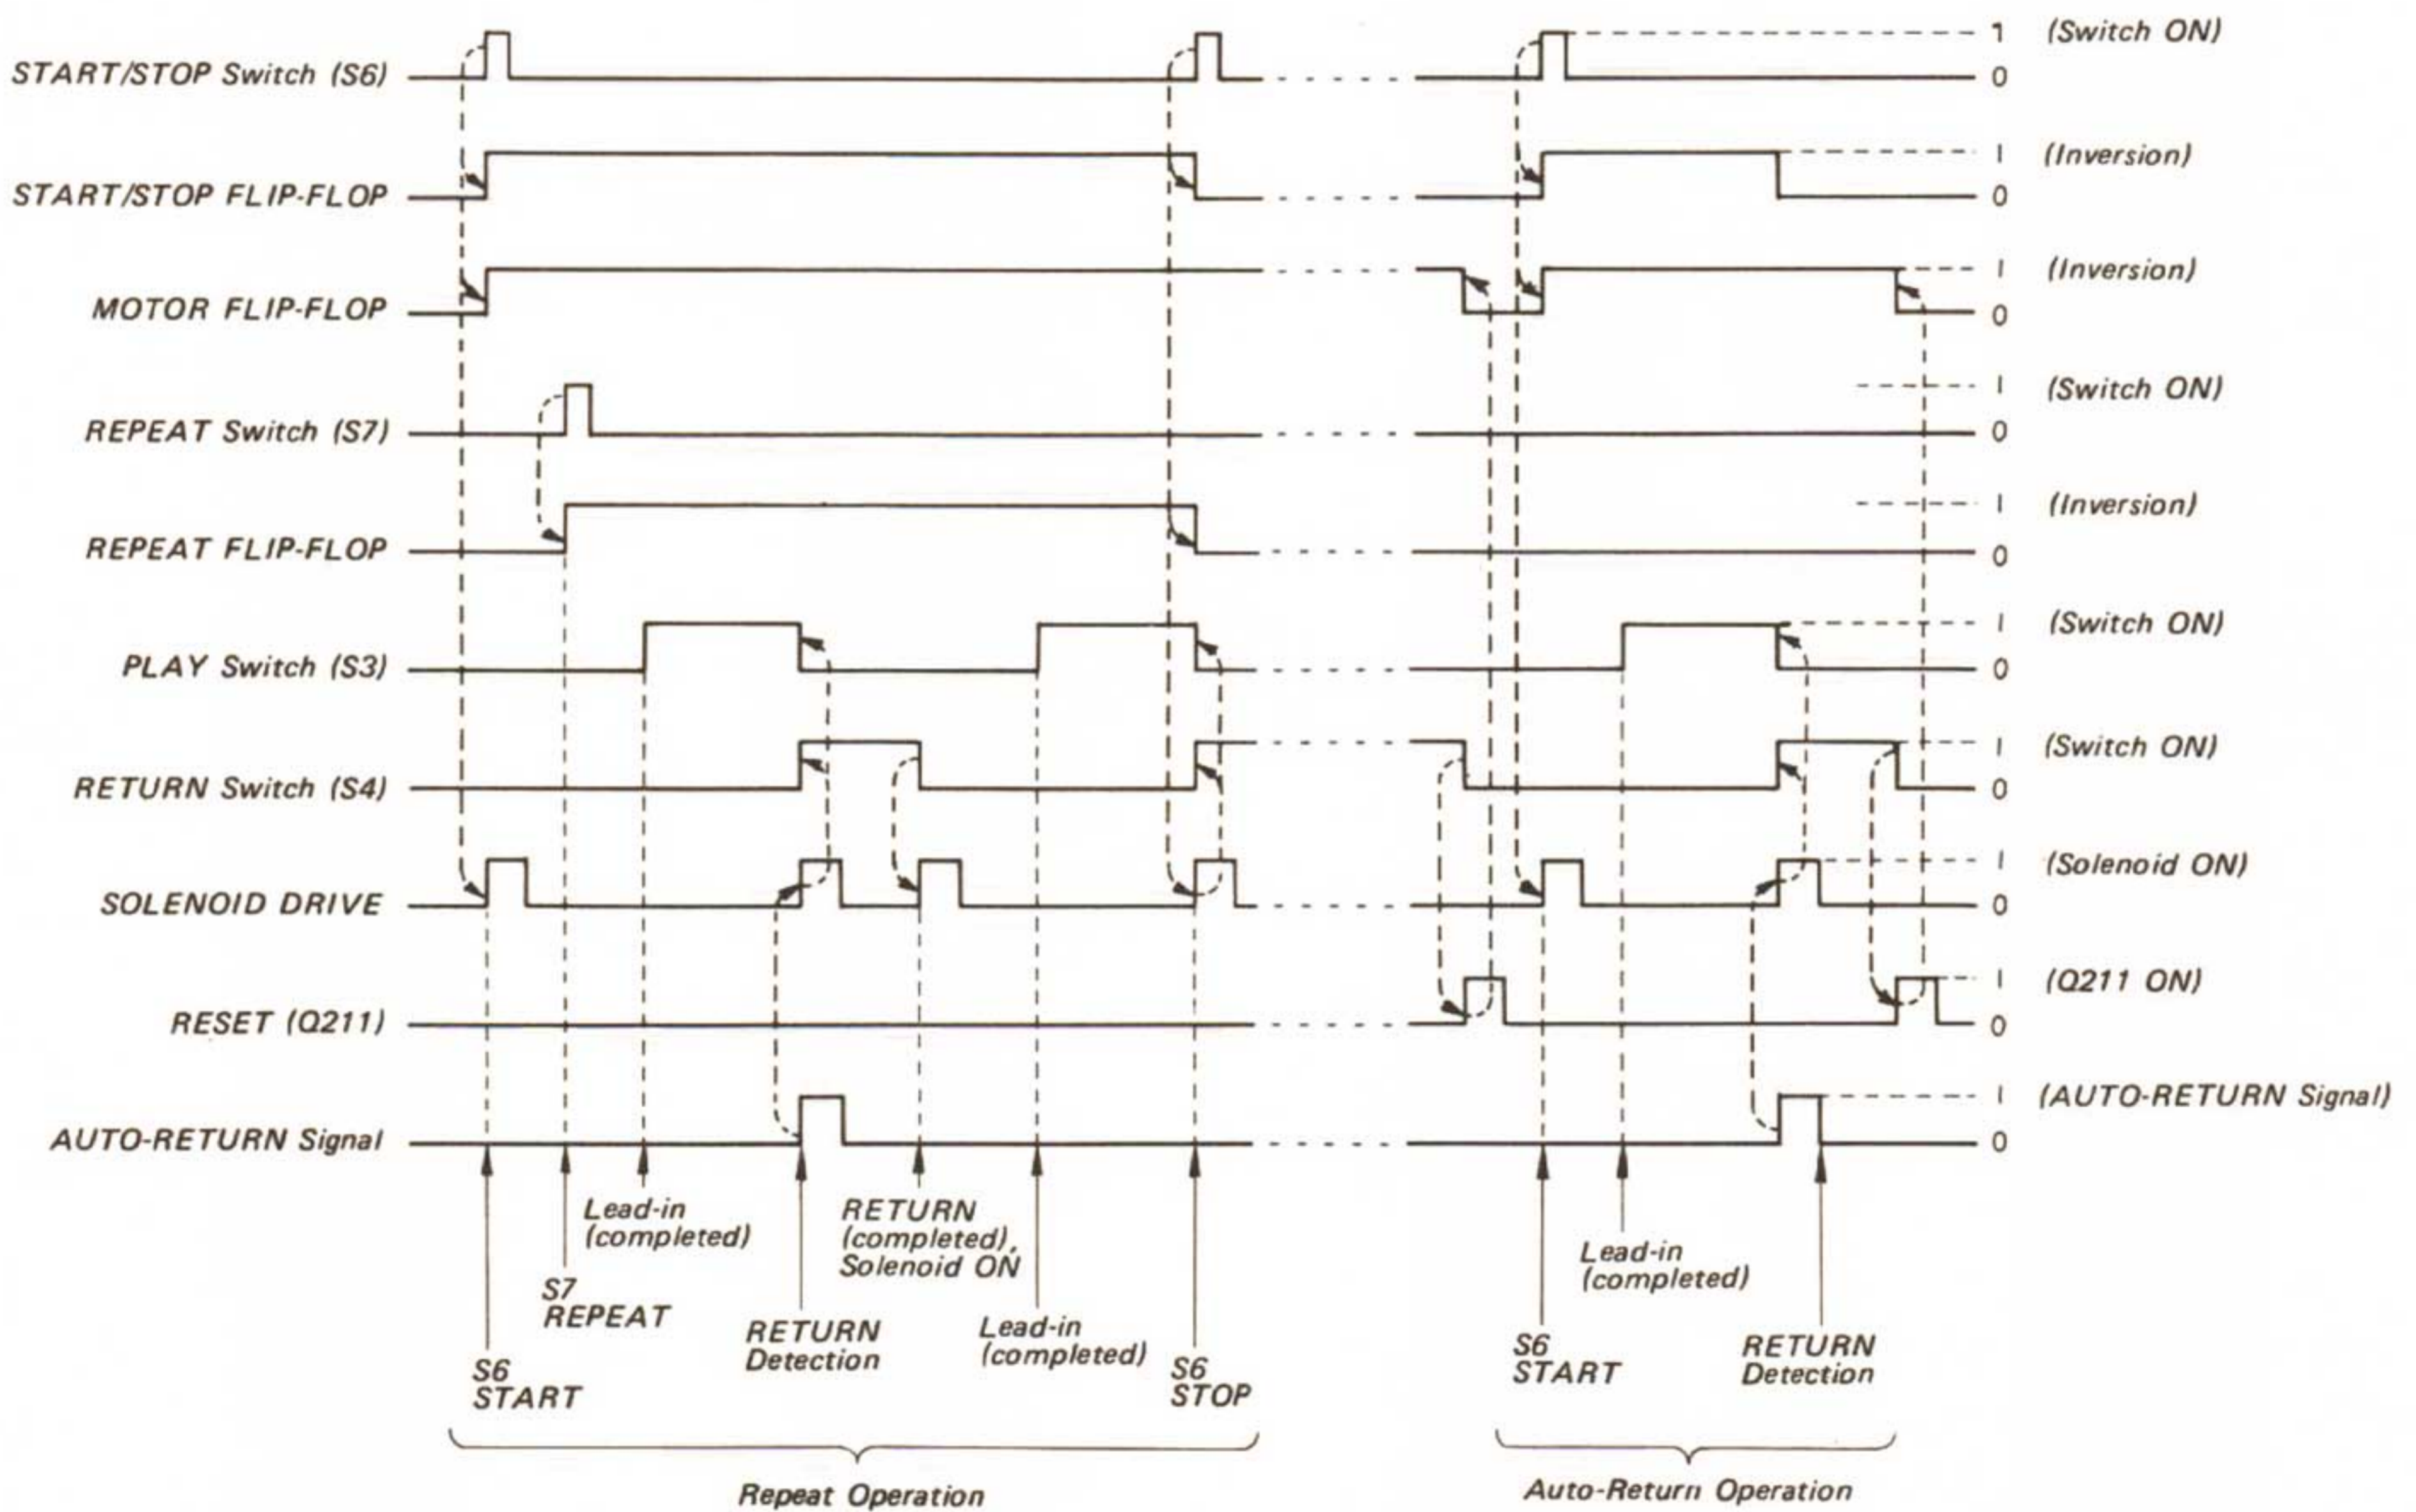 START/STOP Switch (S6)
1 (Switch ON)
0
START/STOP FLIP-FLOP
1 (Inversion)
0
MOTOR FLIP-FLOP
1 (Inversion)
0
REPEAT Switch (S7)
1 (Switch ON)
0
REPEAT FLIP-FLOP
1 (Inversion)
0
PLAY Switch (S3)
1 (Switch ON)
0
RETURN Switch (S4)
1 (Switch ON)
0
SOLENOID DRIVE
1 (Solenoid ON)
0
RESET (Q211)
1 (Q211 ON)
0
AUTO-RETURN Signal
1 (AUTO-RETURN Signal)
0
S6
START
S7
REPEAT
Lead-in
(completed)
RETURN
Detection
RETURN
(completed),
Solenoid ON
Lead-in
(completed)
S6
STOP
Repeat Operation
S6
START
Lead-in
(completed)
RETURN
Detection
Auto-Return Operation